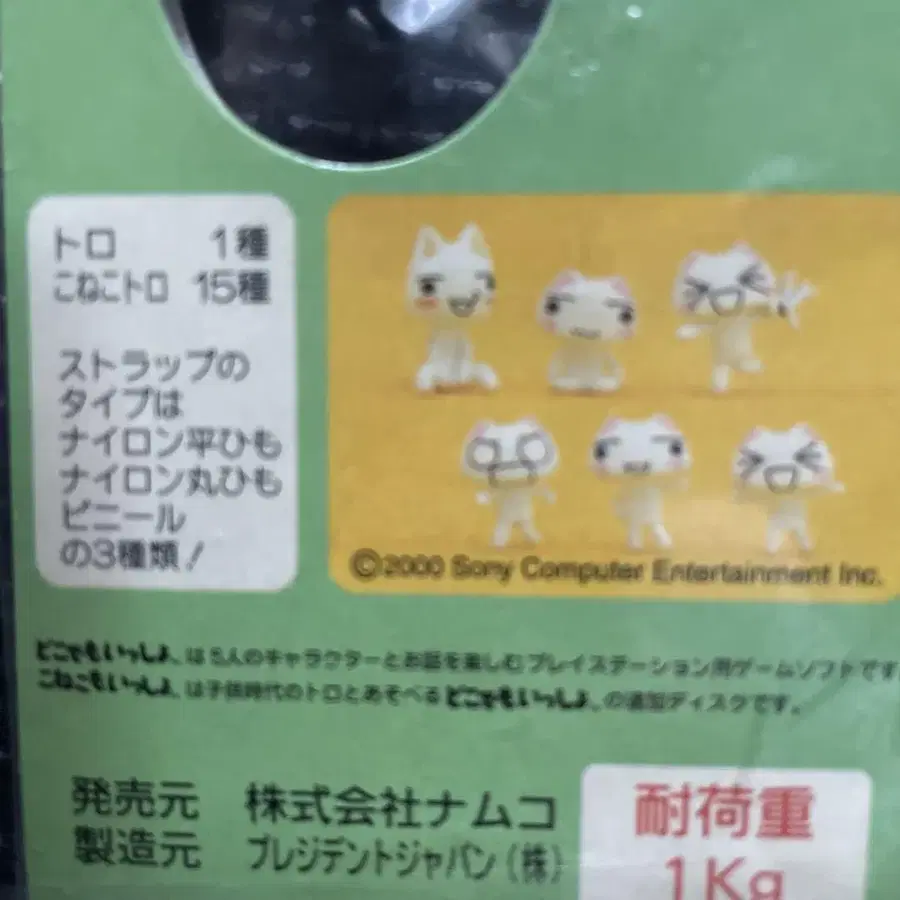 トロ 1種
こねこトロ 15種
ストラップの
タイプは
ナイロン平ひも
ナイロン丸ひも
ビニール
の3種類!
©2000 Sony Computer Entertainment Inc.
どこでもいっしょ、は5人のキャラクターとお話を楽しむプレイステーション用ゲームソフトです
こねこもいっしょ、は子供時代のトロとあそべるどこでもいっしょ、の追加ディスクです。
発売元 株式会社ナムコ
製造元 プレジデントジャパン(株)
耐荷重
1Kg